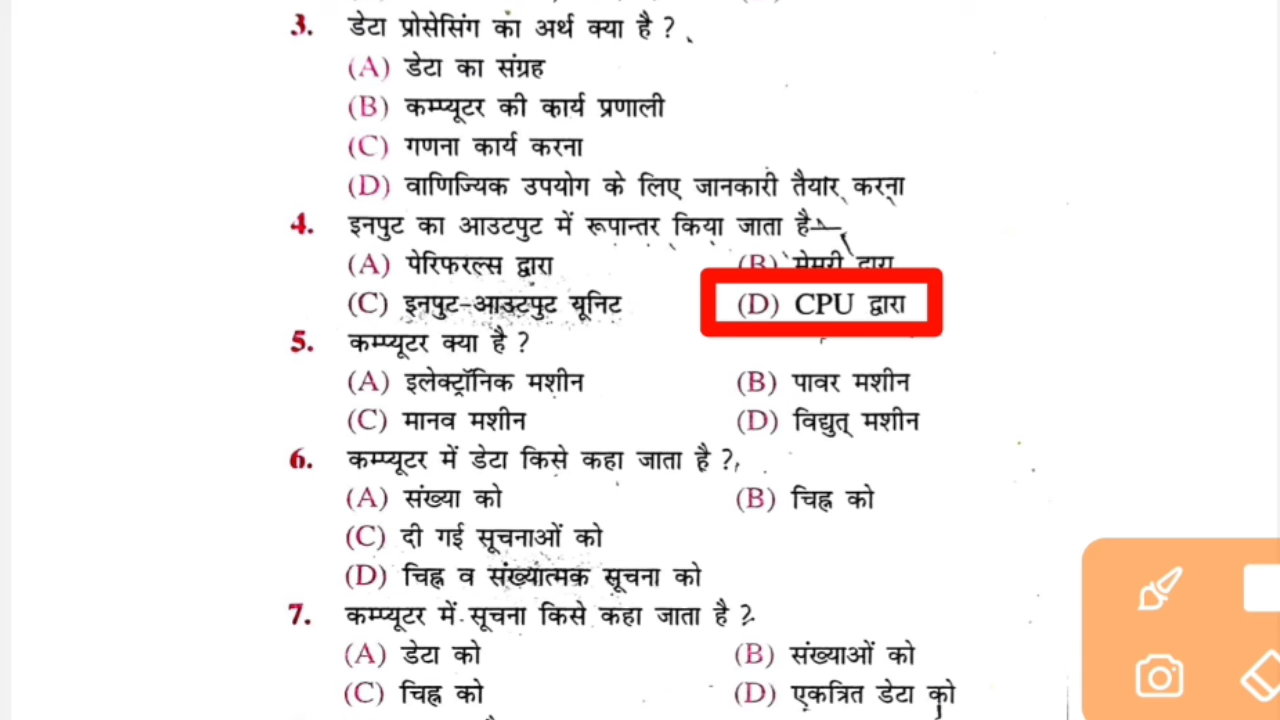 3. डेटा प्रोसेसिंग का अर्थ क्या है ?
(A) डेटा का संग्रह
(B) कम्प्यूटर की कार्य प्रणाली
(C) गणना कार्य करना
(D) वाणिज्यिक उपयोग के लिए जानकारी तैयार करना
4. इनपुट का आउटपुट में रूपान्तर किया जाता है—
(A) पेरिफरल्स द्वारा (B) मेमरी द्वारा
(C) इनपुट-आउटपुट यूनिट (D) CPU द्वारा
5. कम्प्यूटर क्या है ?
(A) इलेक्ट्रॉनिक मशीन (B) पावर मशीन
(C) मानव मशीन (D) विद्युत् मशीन
6. कम्प्यूटर में डेटा किसे कहा जाता है ?
(A) संख्या को (B) चिह्न को
(C) दी गई सूचनाओं को
(D) चिह्न व संख्यात्मक सूचना को
7. कम्प्यूटर में सूचना किसे कहा जाता है ?
(A) डेटा को (B) संख्याओं को
(C) चिह्न को (D) एकत्रित डेटा को